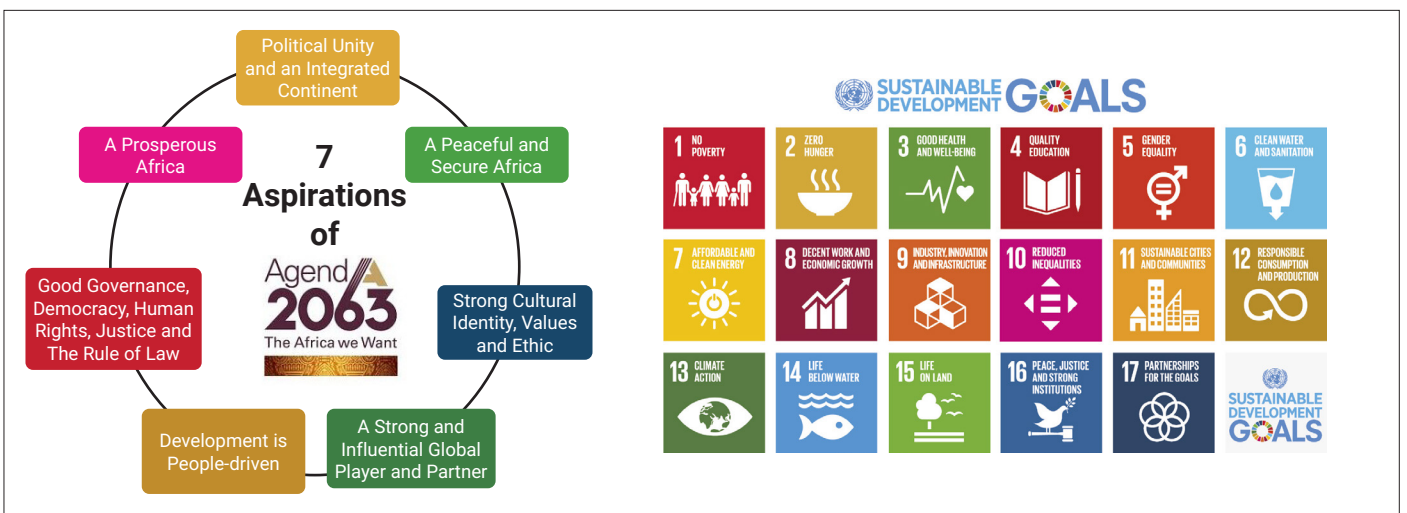 Political Unity
and an Integrated
Continent
A Prosperous
Africa
A Peaceful and
Secure Africa
7
Aspirations
of
Agenda
2063
The Africa we Want
Good Governance,
Democracy, Human
Rights, Justice and
The Rule of Law
Strong Cultural
Identity, Values
and Ethic
Development is
People-driven
A Strong and
Influential Global
Player and Partner
SUSTAINABLE
DEVELOPMENT
GOALS
1 NO
POVERTY
2 ZERO
HUNGER
3 GOOD HEALTH
AND WELL-BEING
4 QUALITY
EDUCATION
5 GENDER
EQUALITY
6 CLEAN WATER
AND SANITATION
7 AFFORDABLE AND
CLEAN ENERGY
8 DECENT WORK AND
ECONOMIC GROWTH
9 INDUSTRY, INNOVATION
AND INFRASTRUCTURE
10 REDUCED
INEQUALITIES
11 SUSTAINABLE CITIES
AND COMMUNITIES
12 RESPONSIBLE
CONSUMPTION
AND PRODUCTION
13 CLIMATE
ACTION
14 LIFE
BELOW WATER
15 LIFE
ON LAND
16 PEACE, JUSTICE
AND STRONG
INSTITUTIONS
17 PARTNERSHIPS
FOR THE GOALS
SUSTAINABLE
DEVELOPMENT
GOALS